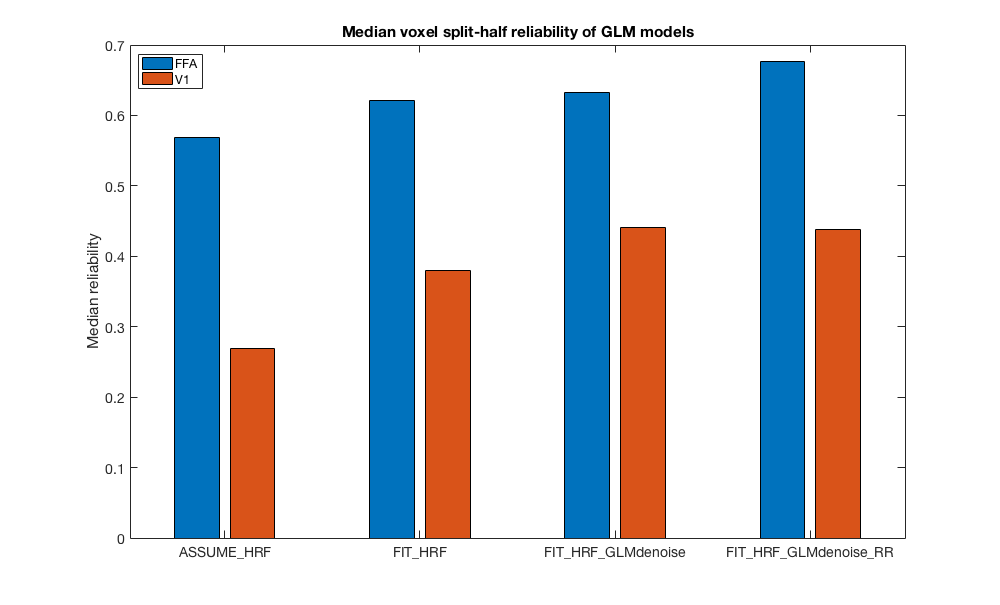 Median voxel split-half reliability of GLM models
FFA
V1
Median reliability
0.7
0.6
0.5
0.4
0.3
0.2
0.1
0
ASSUME_HRF
FIT_HRF
FIT_HRF_GLMdenoise
FIT_HRF_GLMdenoise_RR